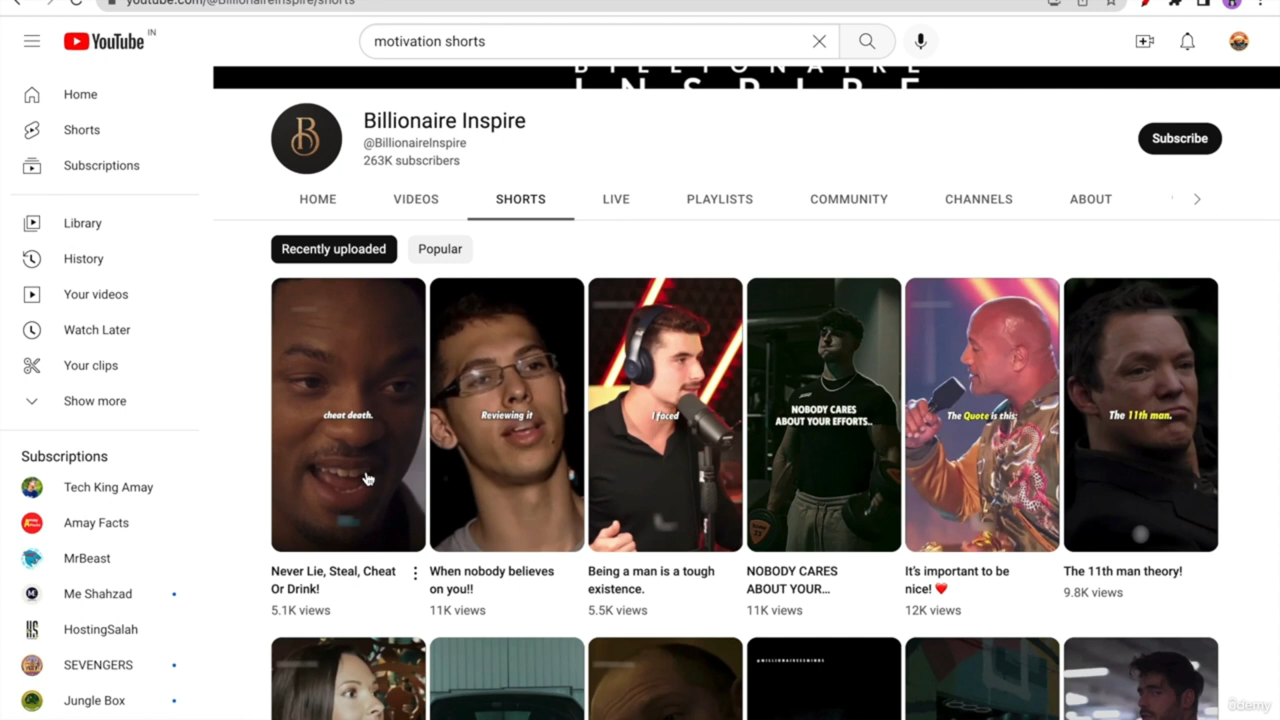 youtube.com/@BillionaireInspire/shorts
YouTube IN
motivation shorts
BILLIONAIRE
INSPIRE
Home
Shorts
Subscriptions
Library
History
Your videos
Watch Later
Your clips
Show more
Subscriptions
Tech King Amay
Amay Facts
MrBeast
Me Shahzad
HostingSalah
SEVENGERS
Jungle Box
B
Billionaire Inspire
@BillionaireInspire
263K subscribers
Subscribe
HOME VIDEOS SHORTS LIVE PLAYLISTS COMMUNITY CHANNELS ABOUT
Recently uploaded Popular
cheat death.
Reviewing it
I faced
NOBODY CARES
ABOUT YOUR EFFORTS..
The Quote is this;
The 11th man.
Never Lie, Steal, Cheat
Or Drink!
5.1K views
When nobody believes
on you!!
11K views
Being a man is a tough
existence.
5.5K views
NOBODY CARES
ABOUT YOUR...
11K views
It's important to be
nice! ❤️
12K views
The 11th man theory!
9.8K views
@BILLIONAIREEMINDS
ûdemy